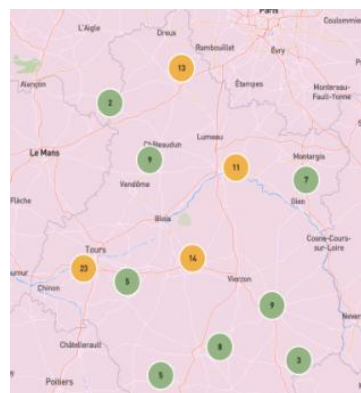 Paris
Coulommiers
L'Aigle
Dreux
Rambouillet
Évry
13
Alençon
Étampes
Montereau-
Fault-Yonne
2
Châteaudun
Lumeau
Le Mans
9
11
Montargis
7
Vendôme
Flèche
Gien
Blois
Cosne-Cours-
sur-Loire
Tours
14
23
5
Vierzon
Chinon
9
Châtellerault
8
3
5
Poitiers